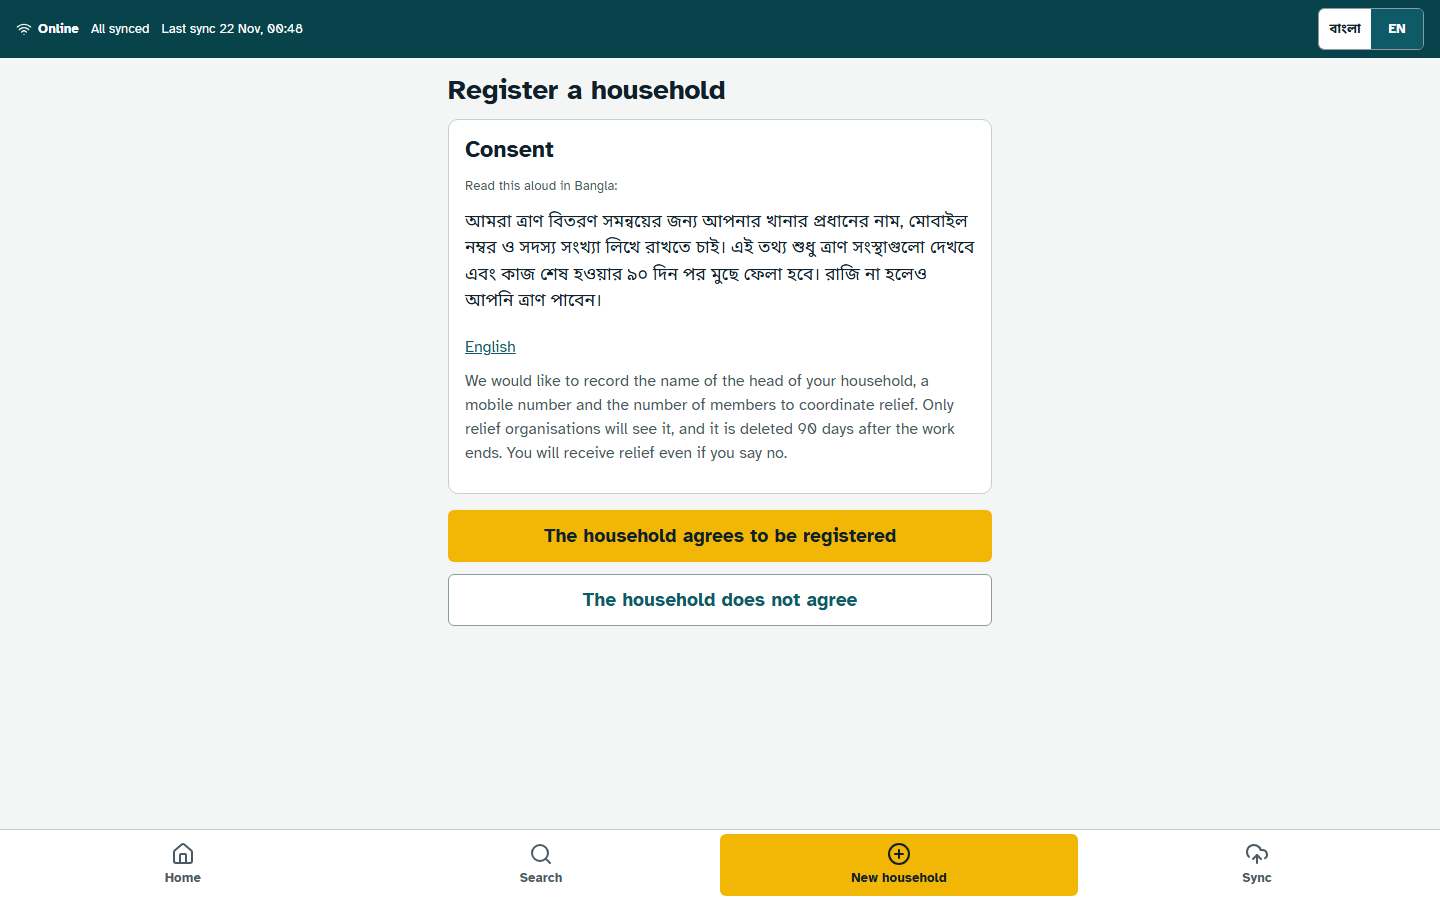 Online All synced Last sync 22 Nov, 00:48
বাংলা EN
Register a household
Consent
Read this aloud in Bangla:
আমরা ত্রাণ বিতরণ সমন্বয়ের জন্য আপনার খানার প্রধানের নাম, মোবাইল
নম্বর ও সদস্য সংখ্যা লিখে রাখতে চাই। এই তথ্য শুধু ত্রাণ সংস্থাগুলো দেখবে
এবং কাজ শেষ হওয়ার ৯০ দিন পর মুছে ফেলা হবে। রাজি না হলেও
আপনি ত্রাণ পাবেন।
English
We would like to record the name of the head of your household, a
mobile number and the number of members to coordinate relief. Only
relief organisations will see it, and it is deleted 90 days after the work
ends. You will receive relief even if you say no.
The household agrees to be registered
The household does not agree
Home
Search
New household
Sync